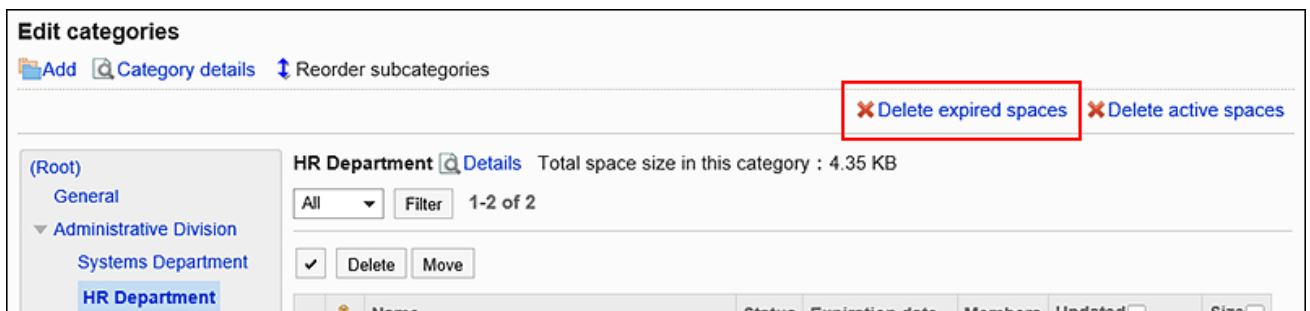 Edit categories
Add Category details Reorder subcategories
Delete expired spaces Delete active spaces
(Root)
General
Administrative Division
Systems Department
HR Department
HR Department Details Total space size in this category : 4.35 KB
All Filter 1-2 of 2
Delete Move
Name Status Expiration date Members Updated Size